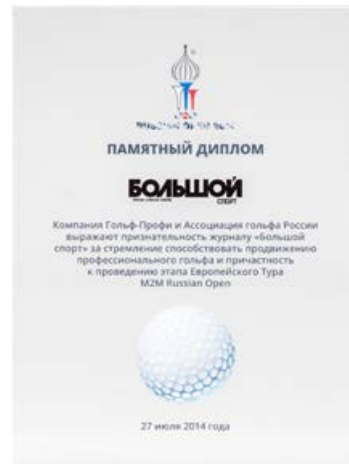 ПАМЯТНЫЙ ДИПЛОМ
БОЛЬШОЙ
СПОРТ
Компания Гольф-Профи и Ассоциация гольфа России
выражают признательность журналу «Большой
спорт» за стремление способствовать продвижению
профессионального гольфа и причастность
к проведению этапа Европейского Тура
M2M Russian Open
27 июля 2014 года